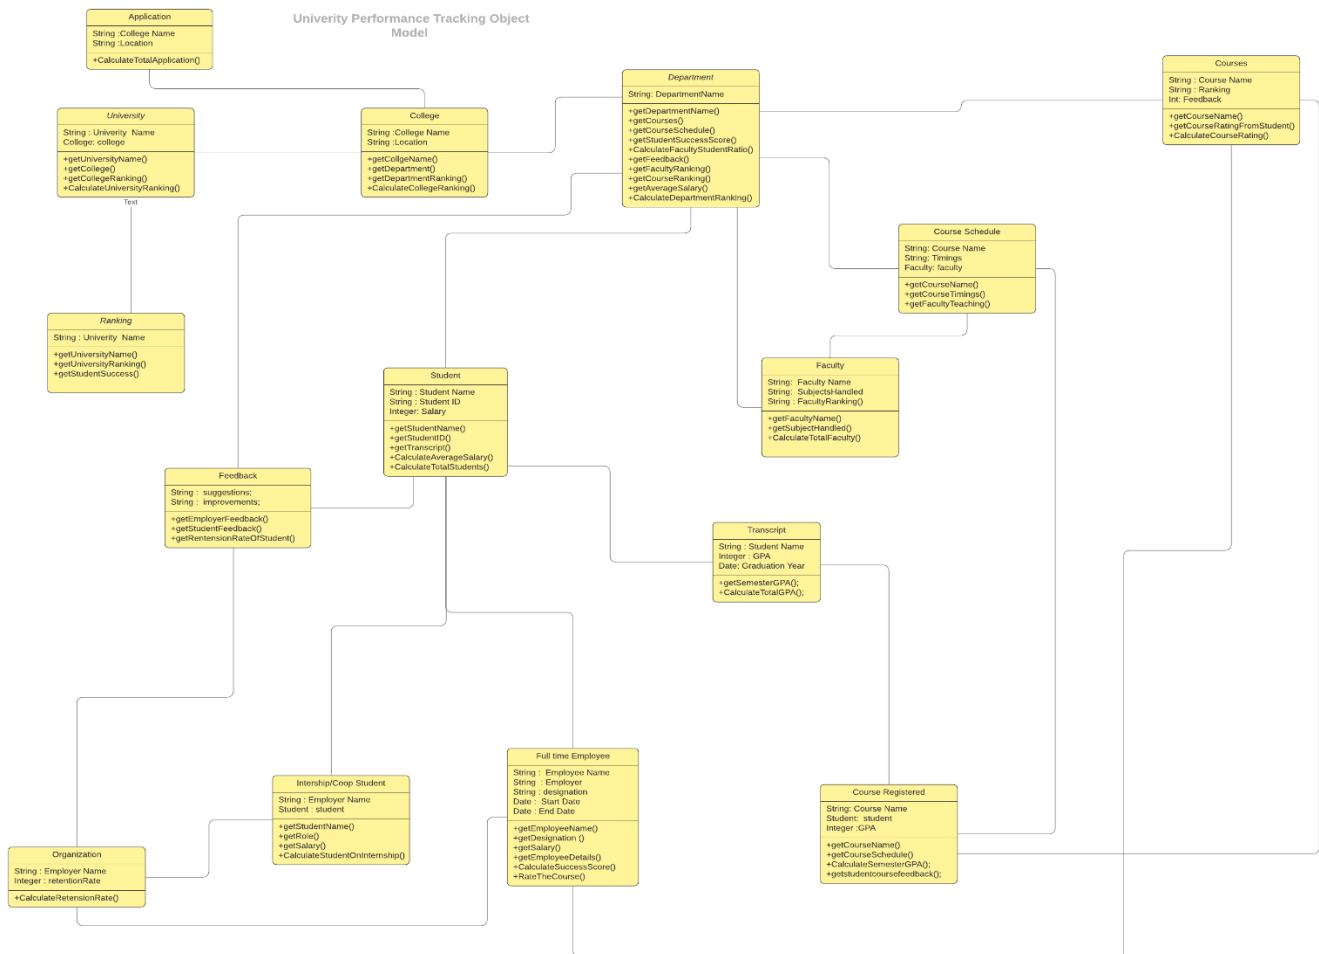 Univerity Performance Tracking Object
Model
Application
String :College Name
String :Location
+CalculateTotalApplication()
University
String : Univerity  Name
College: college
+getUniversityName()
+getCollege()
+getCollegeRanking()
+CalculateUniversityRanking()
Text
College
String :College Name
String :Location
+getCollgeName()
+getDepartment()
+getDepartmentRanking()
+CalculateCollegeRanking()
Department
String: DepartmentName
+getDepartmentName()
+getCourses()
+getCourseSchedule()
+getStudentSuccessScore()
+CalculateFacultyStudentRatio()
+getFeedback()
+getFacultyRanking()
+getCourseRanking()
+getAverageSalary()
+CalculateDepartmentRanking()
Courses
String : Course Name
String : Ranking
Int: Feedback
+getCourseName()
+getCourseRatingFromStudent()
+CalculateCourseRating()
Course Schedule
String: Course Name
String: Timings
Faculty: faculty
+getCourseName()
+getCourseTimings()
+getFacultyTeaching()
Ranking
String : Univerity  Name
+getUniversityName()
+getUniversityRanking()
+getStudentSuccess()
Student
String : Student Name
String : Student ID
Integer: Salary
+getStudentName()
+getStudentID()
+getTranscript()
+CalculateAverageSalary()
+CalculateTotalStudents()
Faculty
String:  Faculty Name
String:  SubjectsHandled
String : FacultyRanking()
+getFacultyName()
+getSubjectHandled()
+CalculateTotalFaculty()
Feedback
String :  suggestions;
String :  improvements;
+getEmployerFeedback()
+getStudentFeedback()
+getRentensionRateOfStudent()
Transcript
String : Student Name
Integer : GPA
Date: Graduation Year
+getSemesterGPA();
+CalculateTotalGPA();
Intership/Coop Student
String : Employer Name
Student : student
+getStudentName()
+getRole()
+getSalary()
+CalculateStudentOnInternship()
Full time Employee
String :  Employee Name
String  : Employer
String : designation
Date :  Start Date
Date : End Date
+getEmployeeName()
+getDesignation ()
+getSalary()
+getEmployeeDetails()
+CalculateSuccessScore()
+RateTheCourse()
Course Registered
String: Course Name
Student:  student
Integer :GPA
+getCourseName()
+getCourseSchedule()
+CalculateSemesterGPA();
+getstudentcoursefeedback();
Organization
String : Employer Name
Integer : retentionRate
+CalculateRetensionRate()